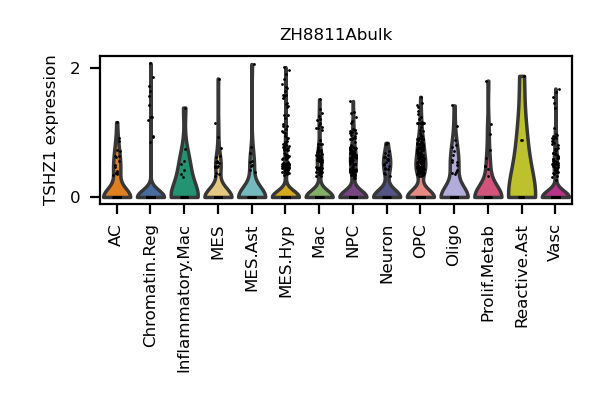 ZH8811Abulk
TSHZ1 expression
2
0
AC
Chromatin.Reg
Inflammatory.Mac
MES
MES.Ast
MES.Hyp
Mac
NPC
Neuron
OPC
Oligo
Prolif.Metab
Reactive.Ast
Vasc